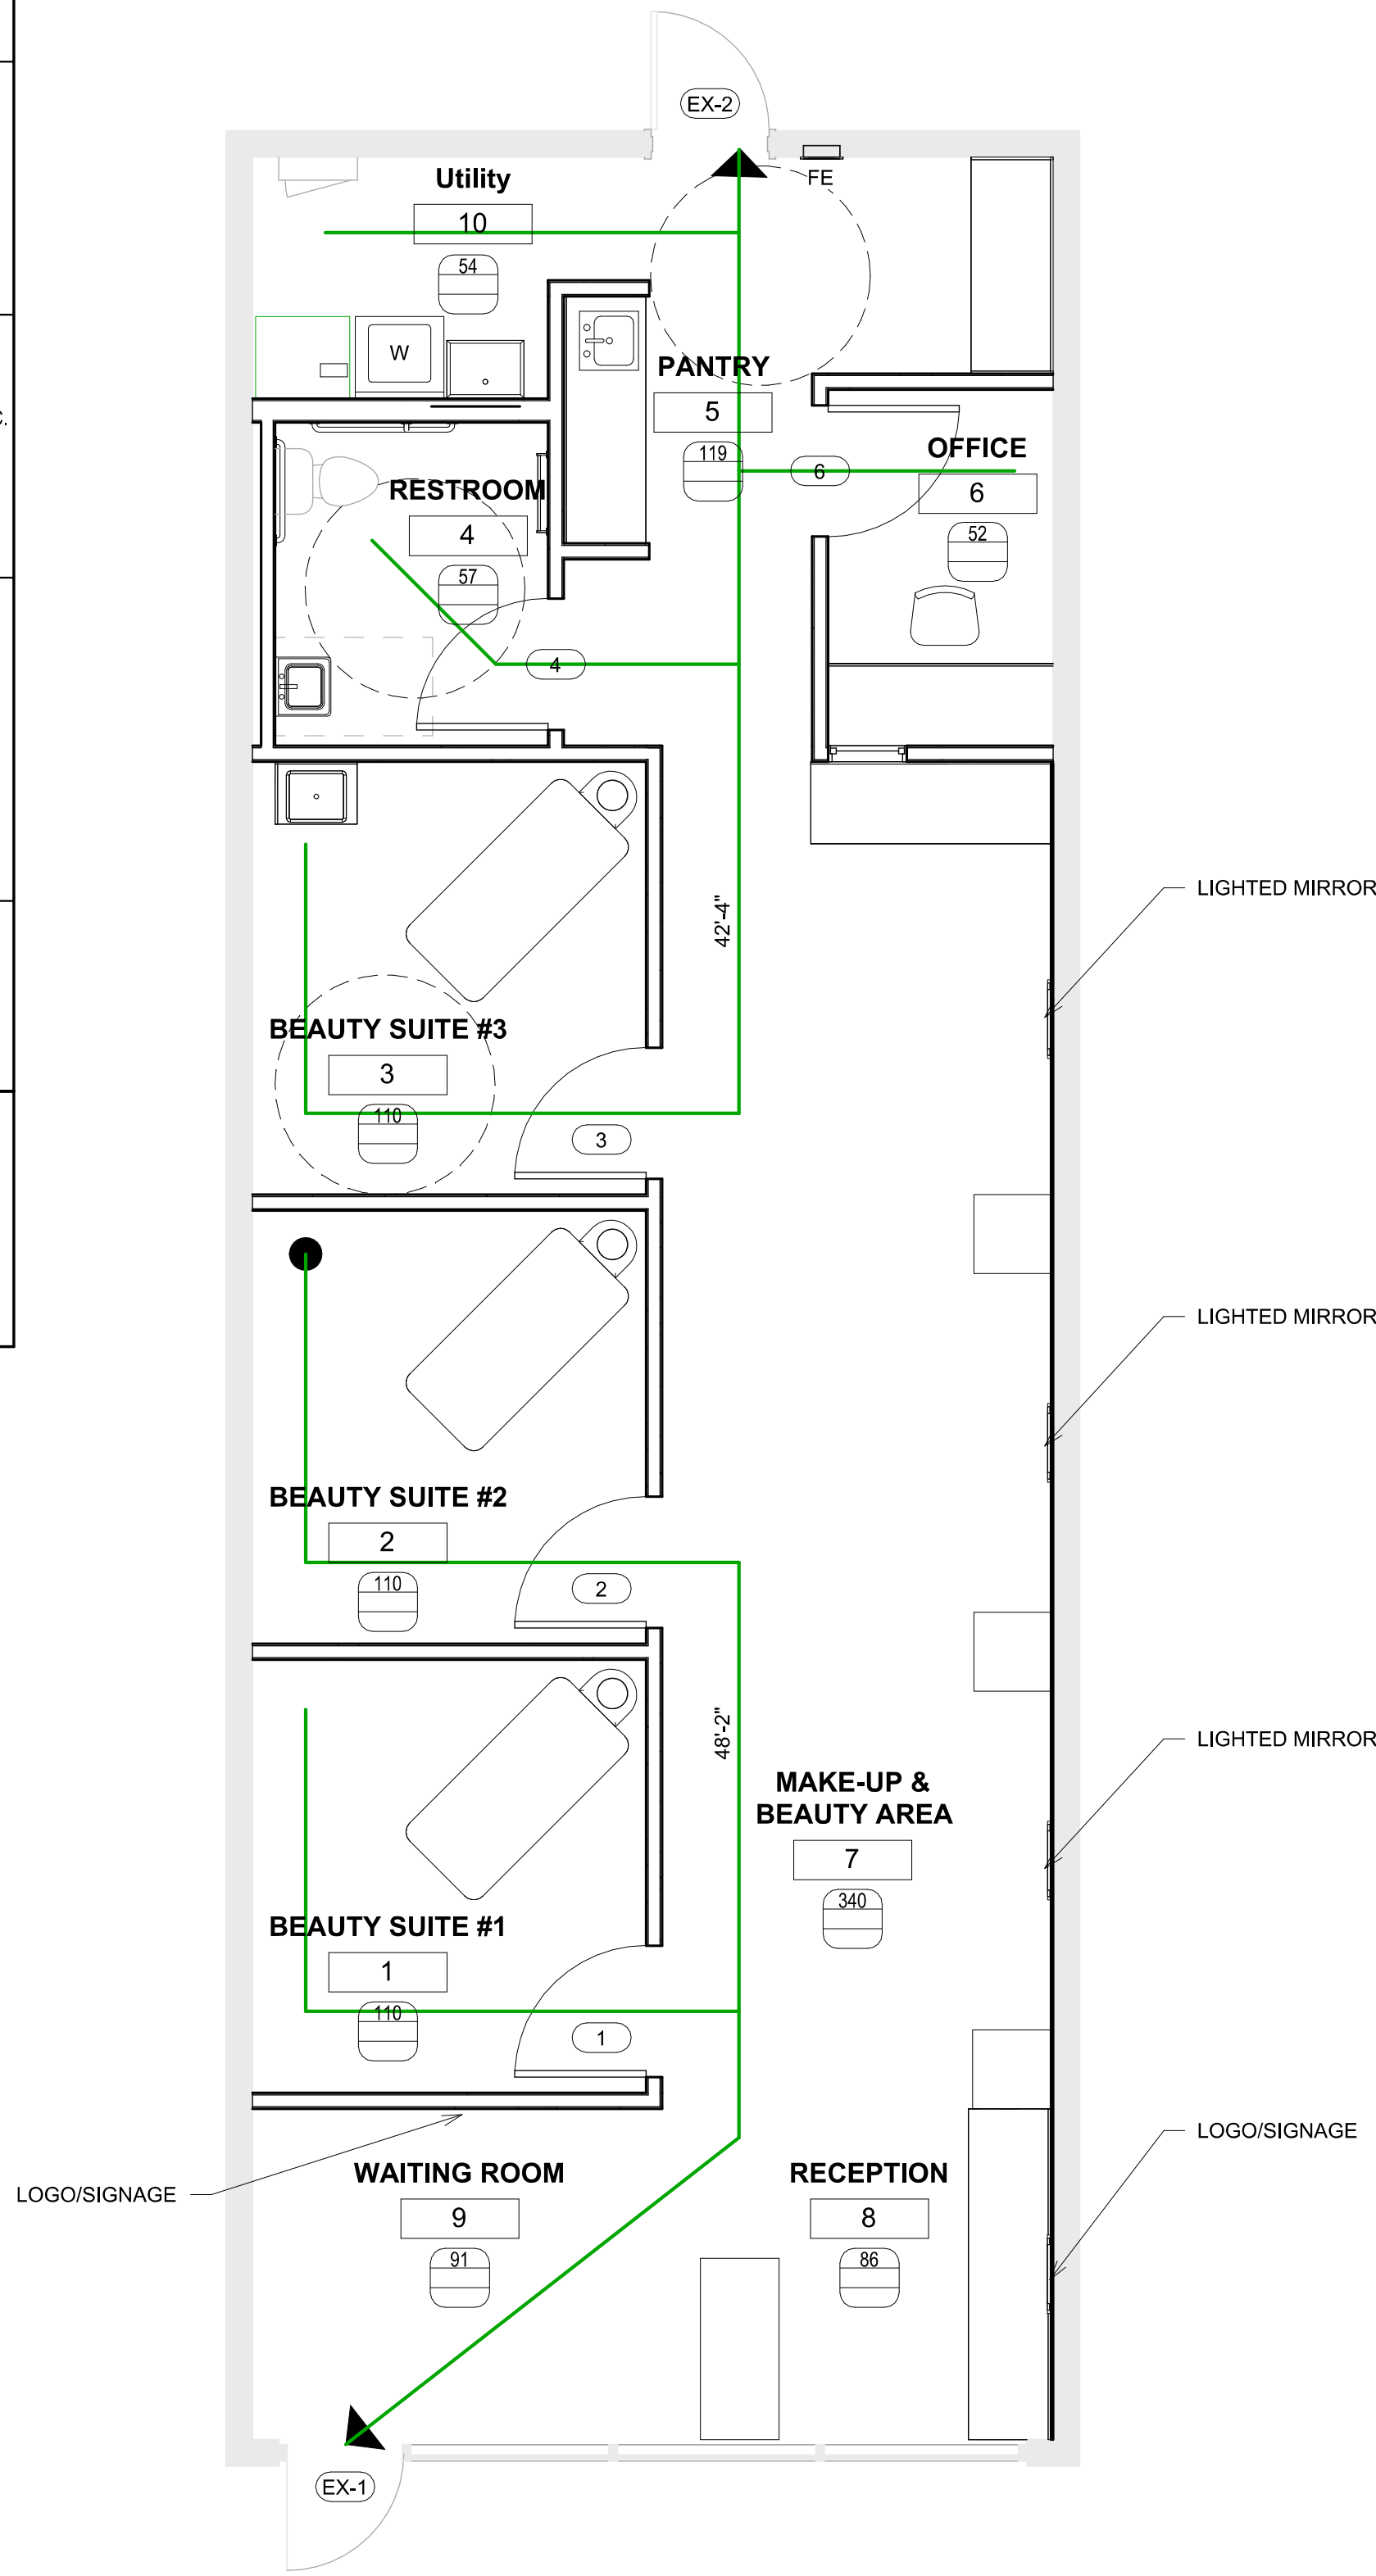 EX-2
FE
Utility
10
54
W
PANTRY
5
119
C.
OFFICE
6
6
52
RESTROOM
4
57
4
LIGHTED MIRROR
42'-4"
BEAUTY SUITE #3
3
110
3
LIGHTED MIRROR
BEAUTY SUITE #2
2
110
2
48'-2"
LIGHTED MIRROR
MAKE-UP &
BEAUTY AREA
7
340
BEAUTY SUITE #1
1
110
1
LOGO/SIGNAGE
LOGO/SIGNAGE
WAITING ROOM
9
91
RECEPTION
8
86
EX-1